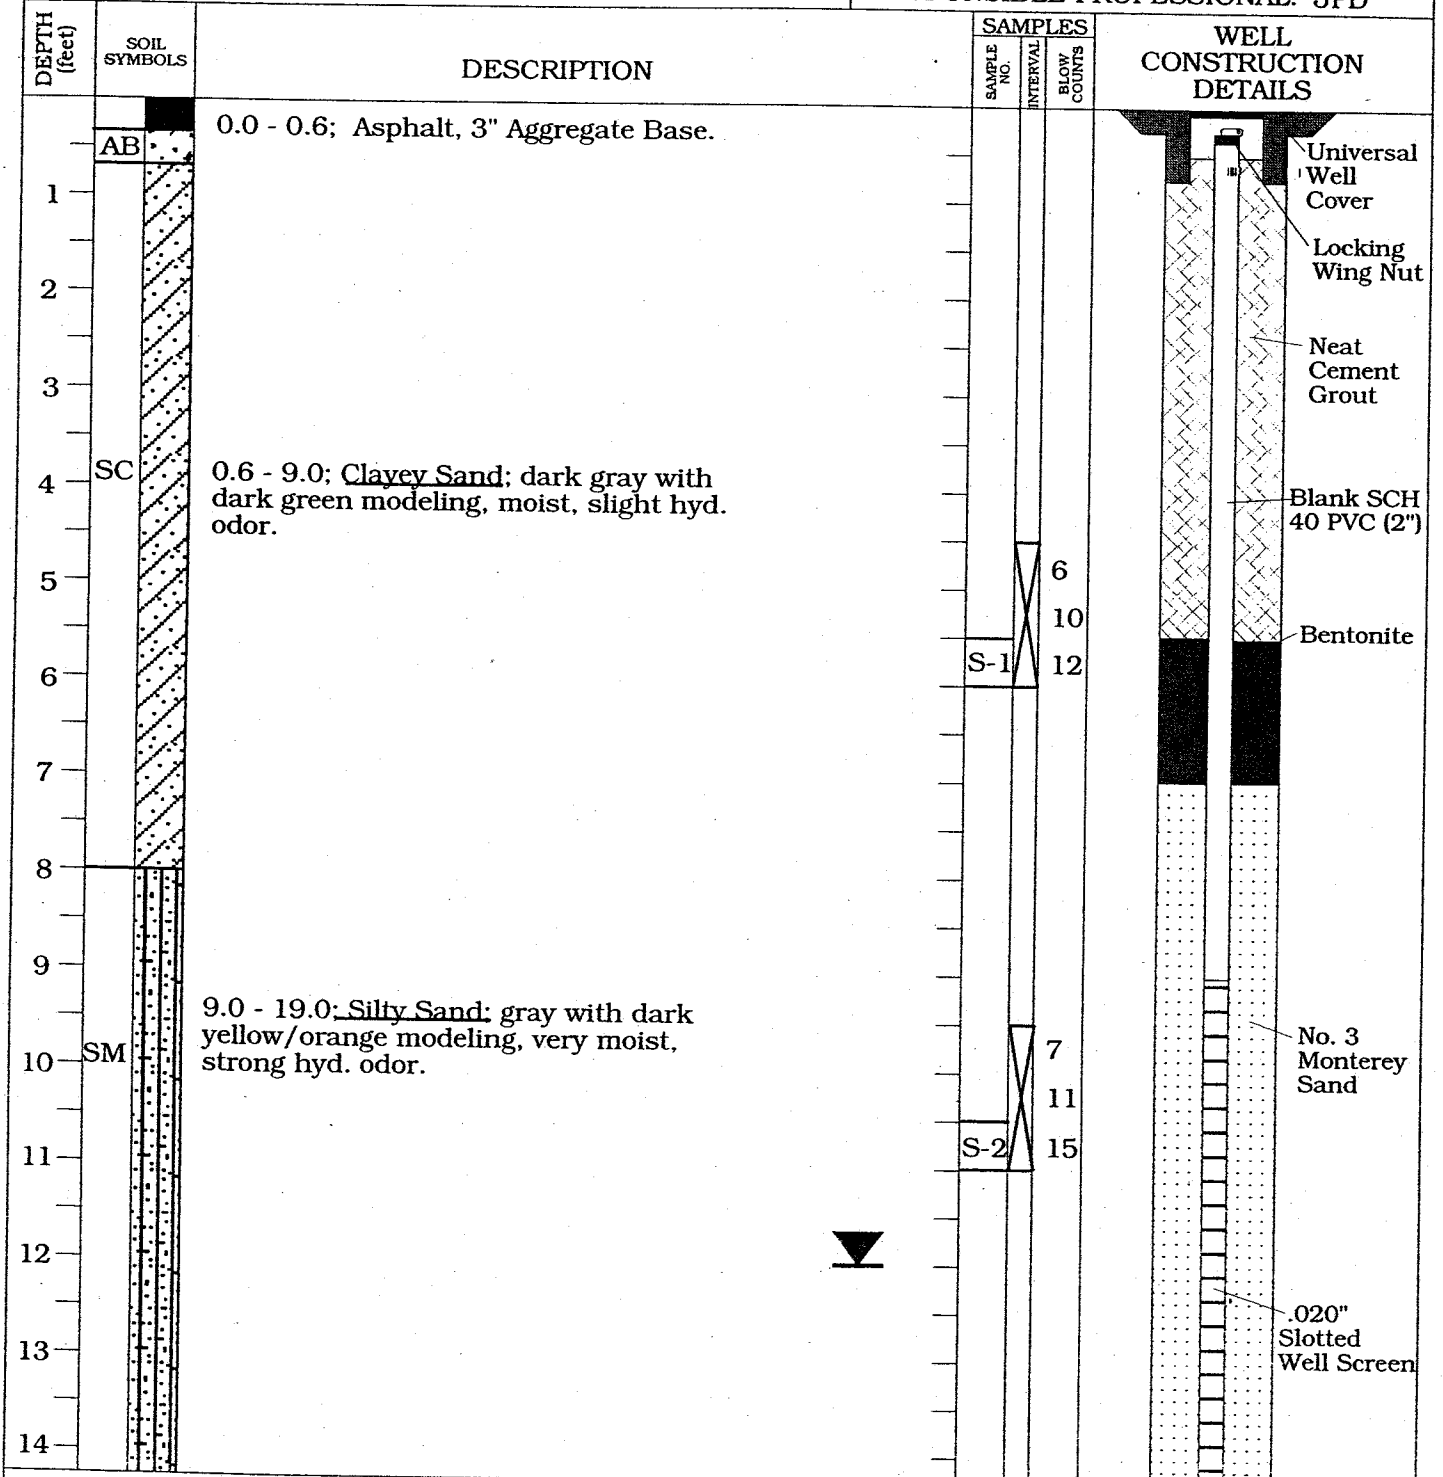 DEPTH (feet)
SOIL
SYMBOLS
DESCRIPTION
SAMPLES
SAMPLE NO.
INTERVAL
BLOW COUNTS
WELL
CONSTRUCTION
DETAILS
0.0 - 0.6; Asphalt, 3" Aggregate Base.
AB
Universal
Well
Cover
1
Locking
Wing Nut
2
Neat
Cement
Grout
3
SC
0.6 - 9.0; Clayey Sand; dark gray with
dark green modeling, moist, slight hyd.
odor.
4
Blank SCH
40 PVC (2")
5
6
10
Bentonite
S-1
12
6
7
8
9
9.0 - 19.0; Silty Sand; gray with dark
yellow/orange modeling, very moist,
strong hyd. odor.
SM
10
7
No. 3
Monterey
Sand
11
S-2
15
11
12
.020"
Slotted
Well Screen
13
14